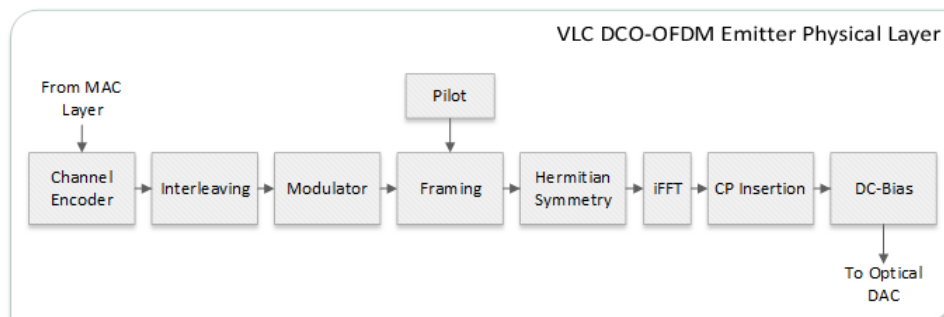 VLC DCO-OFDM Emitter Physical Layer
From MAC
Layer
Pilot
Channel
Encoder
Interleaving
Modulator
Framing
Hermitian
Symmetry
iFFT
CP Insertion
DC-Bias
To Optical
DAC